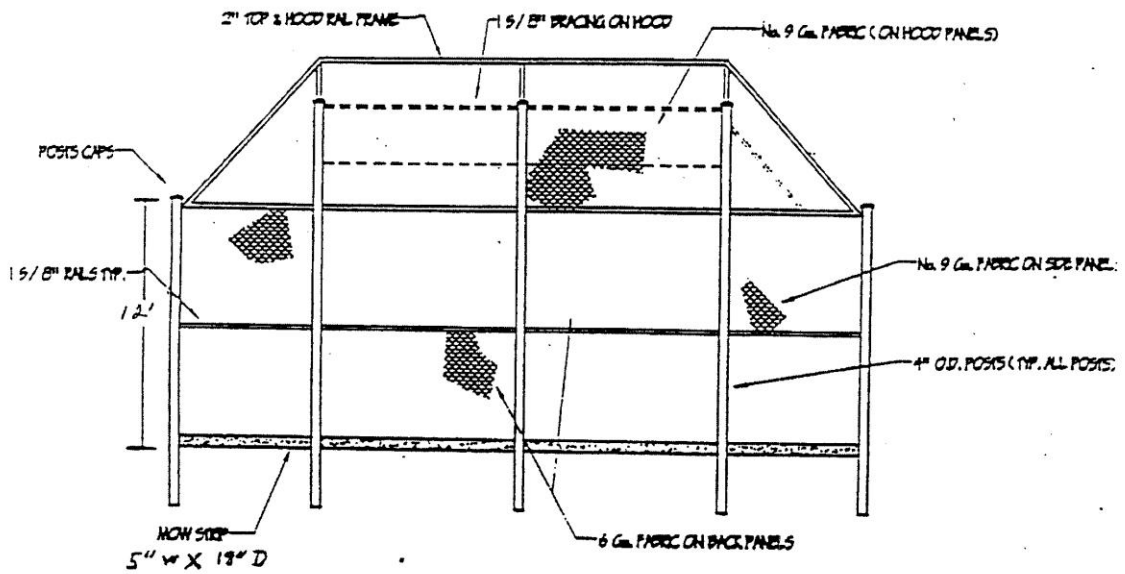 2" TOP & HOOD RAIL FRAME
1 5/8" BRACING ON HOOD
No. 9 Ga. FABRIC (ON HOOD PANELS)
POSTS CAPS
1 5/8" RAILS TYP.
12'
No. 9 Ga. FABRIC ON SIDE PANEL:
4" O.D. POSTS (TYP. ALL POSTS)
MOW STRIP
5" W X 18" D
6 Ga. FABRIC ON BACK PANELS